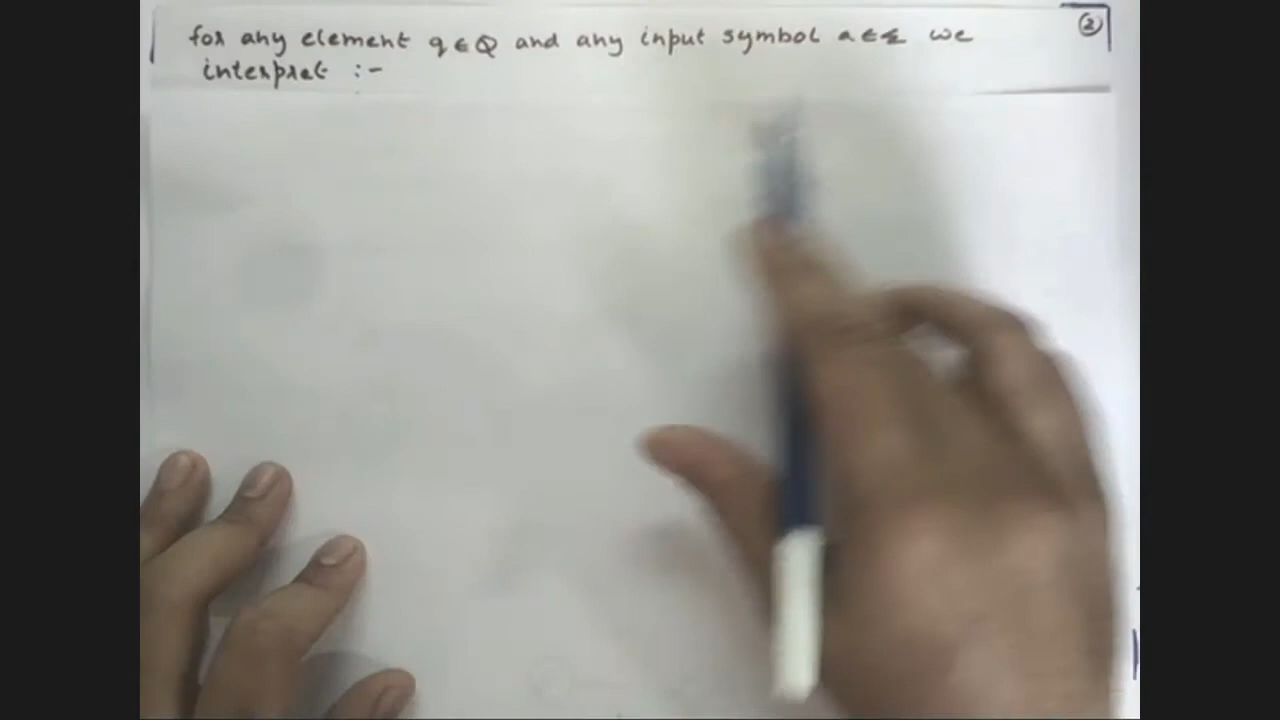 for any element q ∈ Q and any input symbol a ∈ Σ we
interpret :-
②